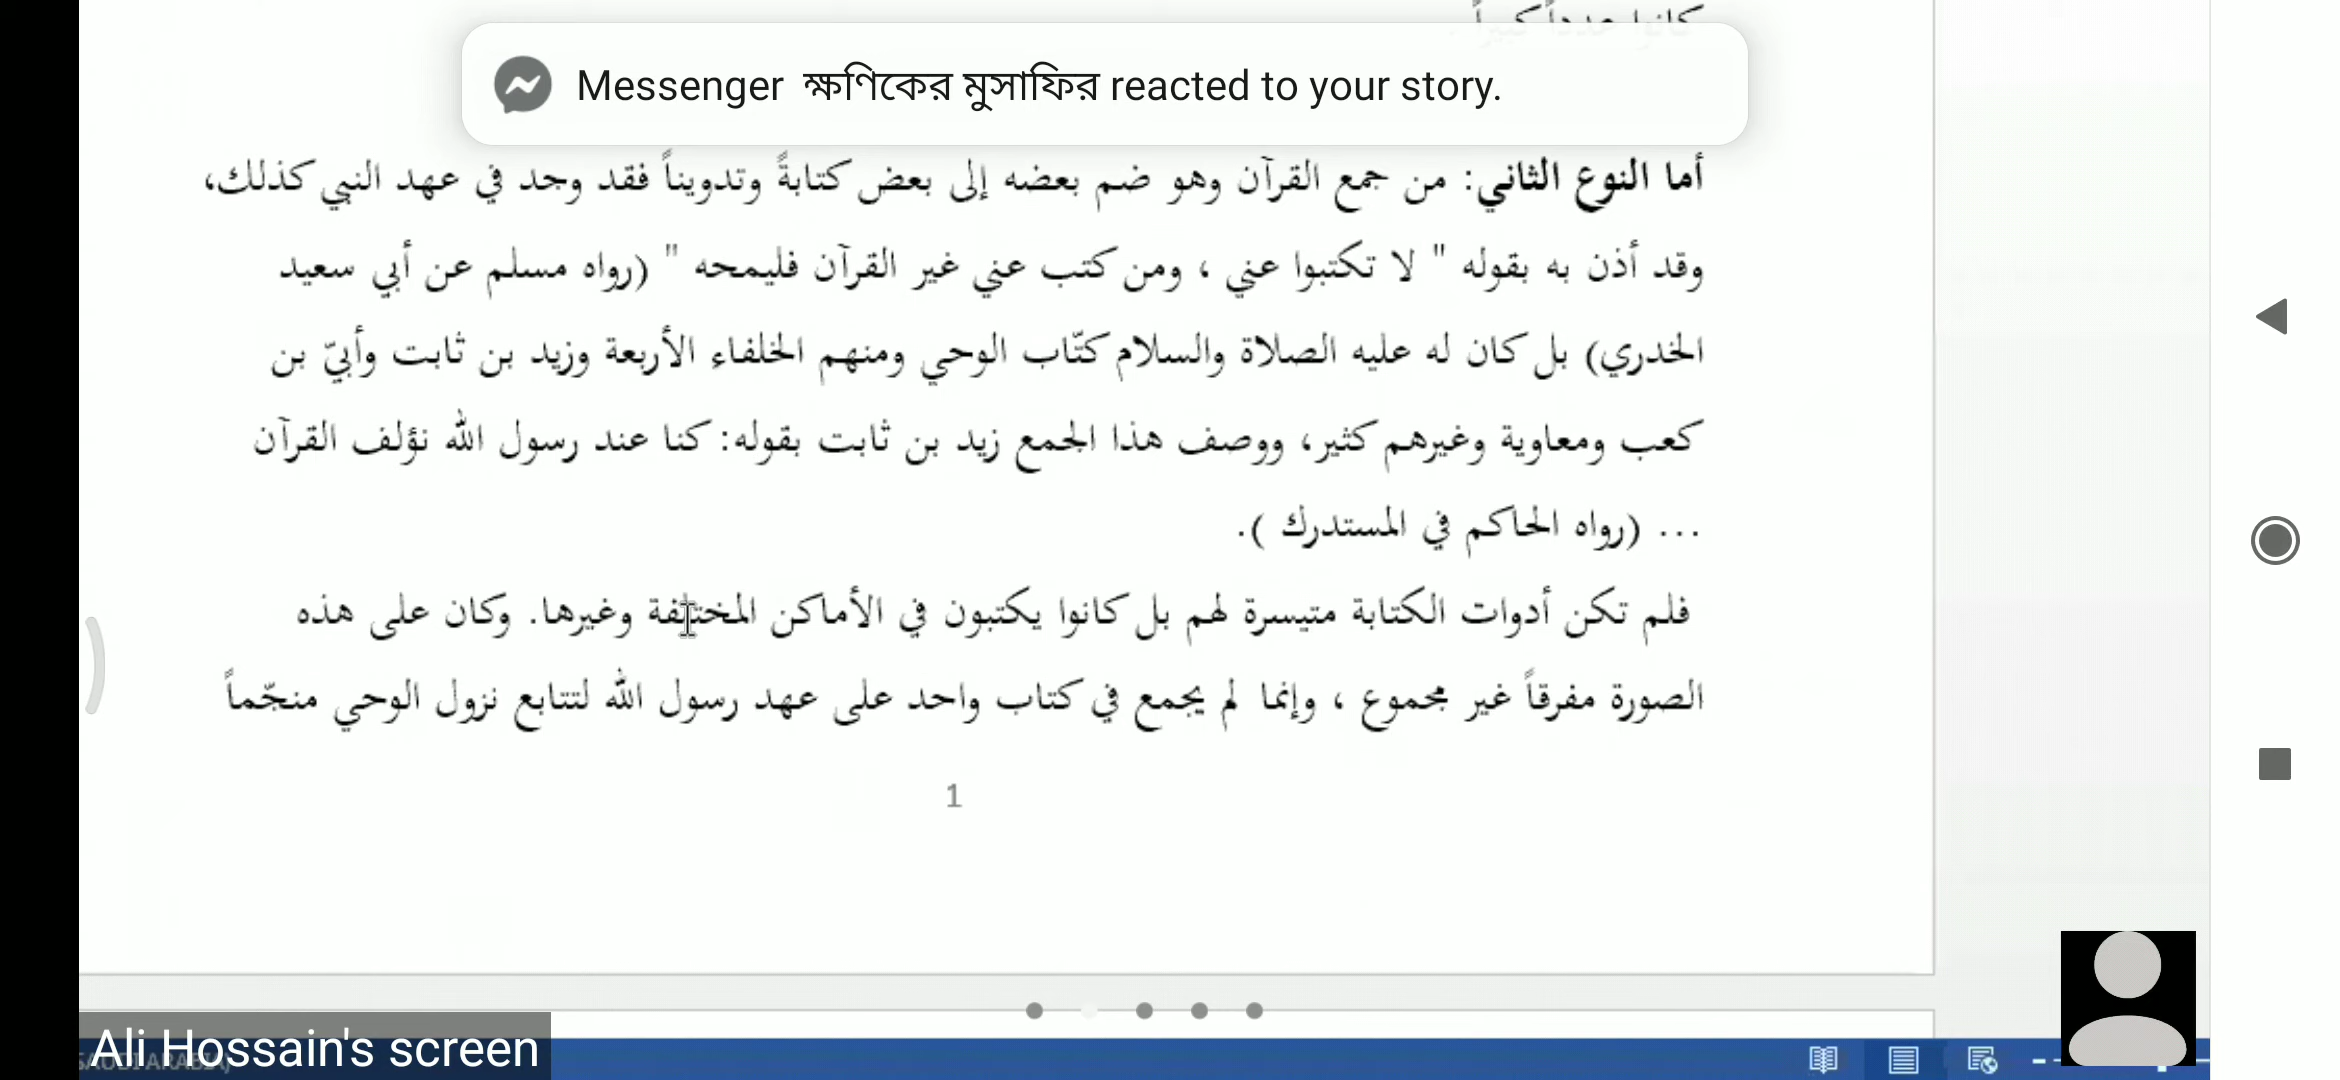 كانوا عدداً كبيراً .
Messenger ক্ষণিকের মুসাফির reacted to your story.
أما النوع الثاني: من جمع القرآن وهو ضم بعضه إلى بعض كتابةً وتدويناً فقد وجد في عهد النبي كذلك،
وقد أذن به بقوله " لا تكتبوا عني ، ومن كتب عني غير القرآن فليمحه " (رواه مسلم عن أبي سعيد
الخدري) بل كان له عليه الصلاة والسلام كتّاب الوحي ومنهم الخلفاء الأربعة وزيد بن ثابت وأبيّ بن
كعب ومعاوية وغيرهم كثير، ووصف هذا الجمع زيد بن ثابت بقوله: كنا عند رسول الله نؤلف القرآن
... (رواه الحاكم في المستدرك ).
فلم تكن أدوات الكتابة متيسرة لهم بل كانوا يكتبون في الأماكن المختلفة وغيرها. وكان على هذه
الصورة مفرقاً غير مجموع ، وإنما لم يجمع في كتاب واحد على عهد رسول الله لتتابع نزول الوحي منجّماً
1
Ali Hossain's screen